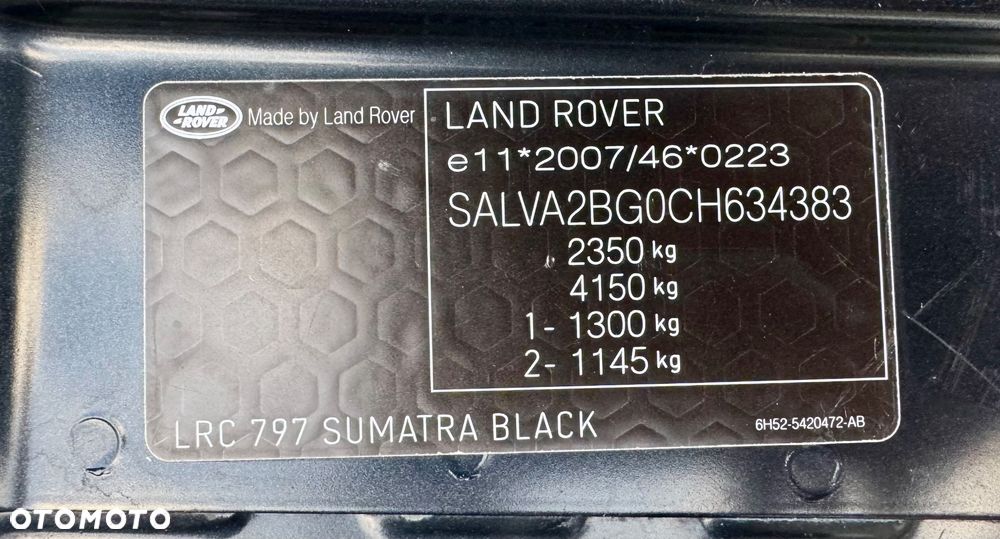 LAND ROVER
Made by Land Rover
LAND ROVER
e11*2007/46*0223
SALVA2BG0CH634383
2350 kg
4150 kg
1- 1300 kg
2- 1145 kg
LRC 797 SUMATRA BLACK
6H52-5420472-AB
OTOMOTO